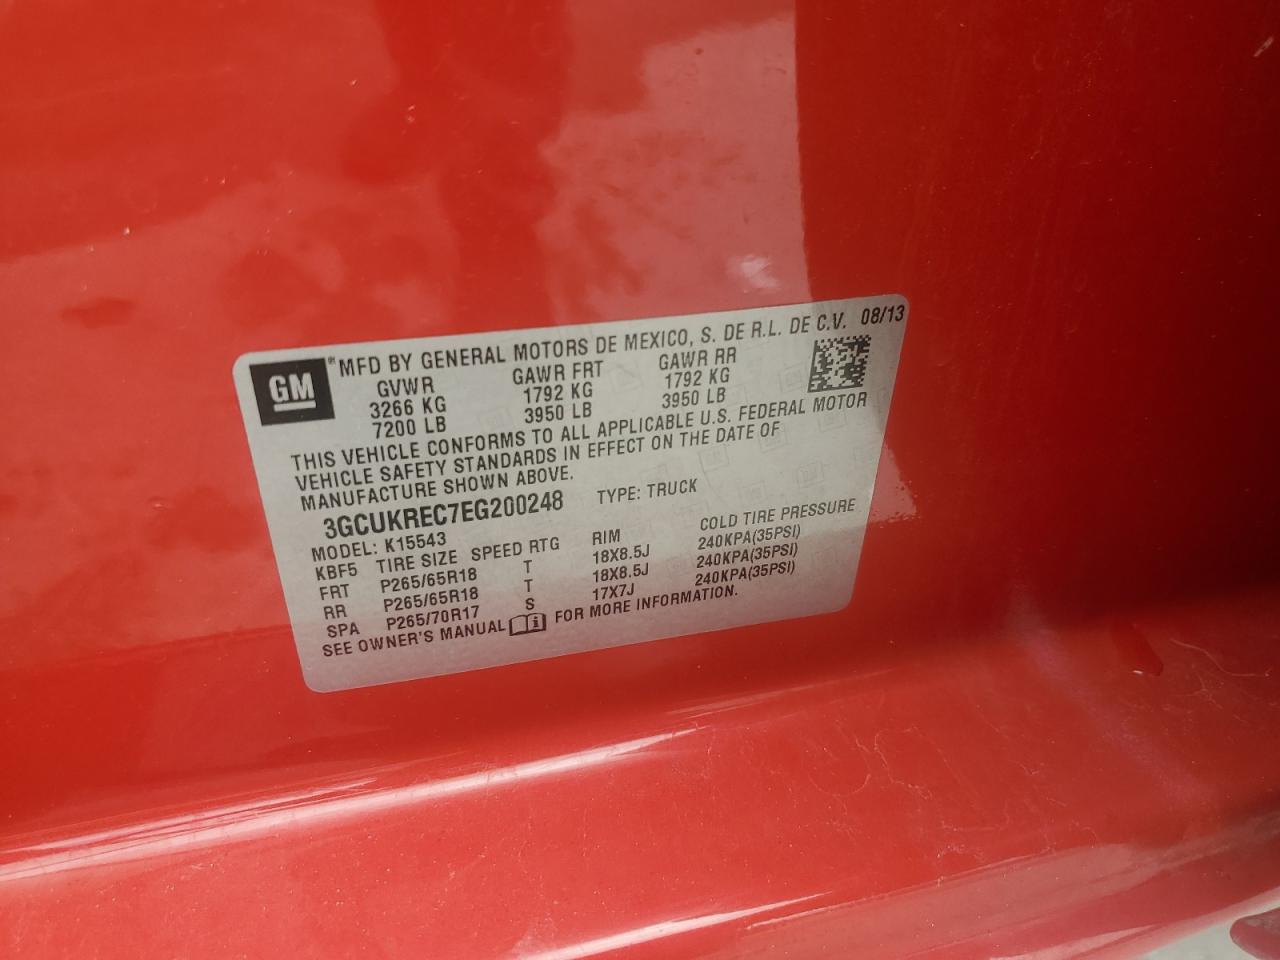 GM ® MFD BY GENERAL MOTORS DE MEXICO, S. DE R.L. DE C.V. 08/13
GVWR GAWR FRT GAWR RR
3266 KG 1792 KG 1792 KG
7200 LB 3950 LB 3950 LB
THIS VEHICLE CONFORMS TO ALL APPLICABLE U.S. FEDERAL MOTOR
VEHICLE SAFETY STANDARDS IN EFFECT ON THE DATE OF
MANUFACTURE SHOWN ABOVE.
3GCUKREC7EG200248 TYPE: TRUCK
MODEL: K15543
KBF5 TIRE SIZE SPEED RTG RIM COLD TIRE PRESSURE
FRT P265/65R18 T 18X8.5J 240KPA(35PSI)
RR P265/65R18 T 18X8.5J 240KPA(35PSI)
SPA P265/70R17 S 17X7J 240KPA(35PSI)
SEE OWNER'S MANUAL FOR MORE INFORMATION.